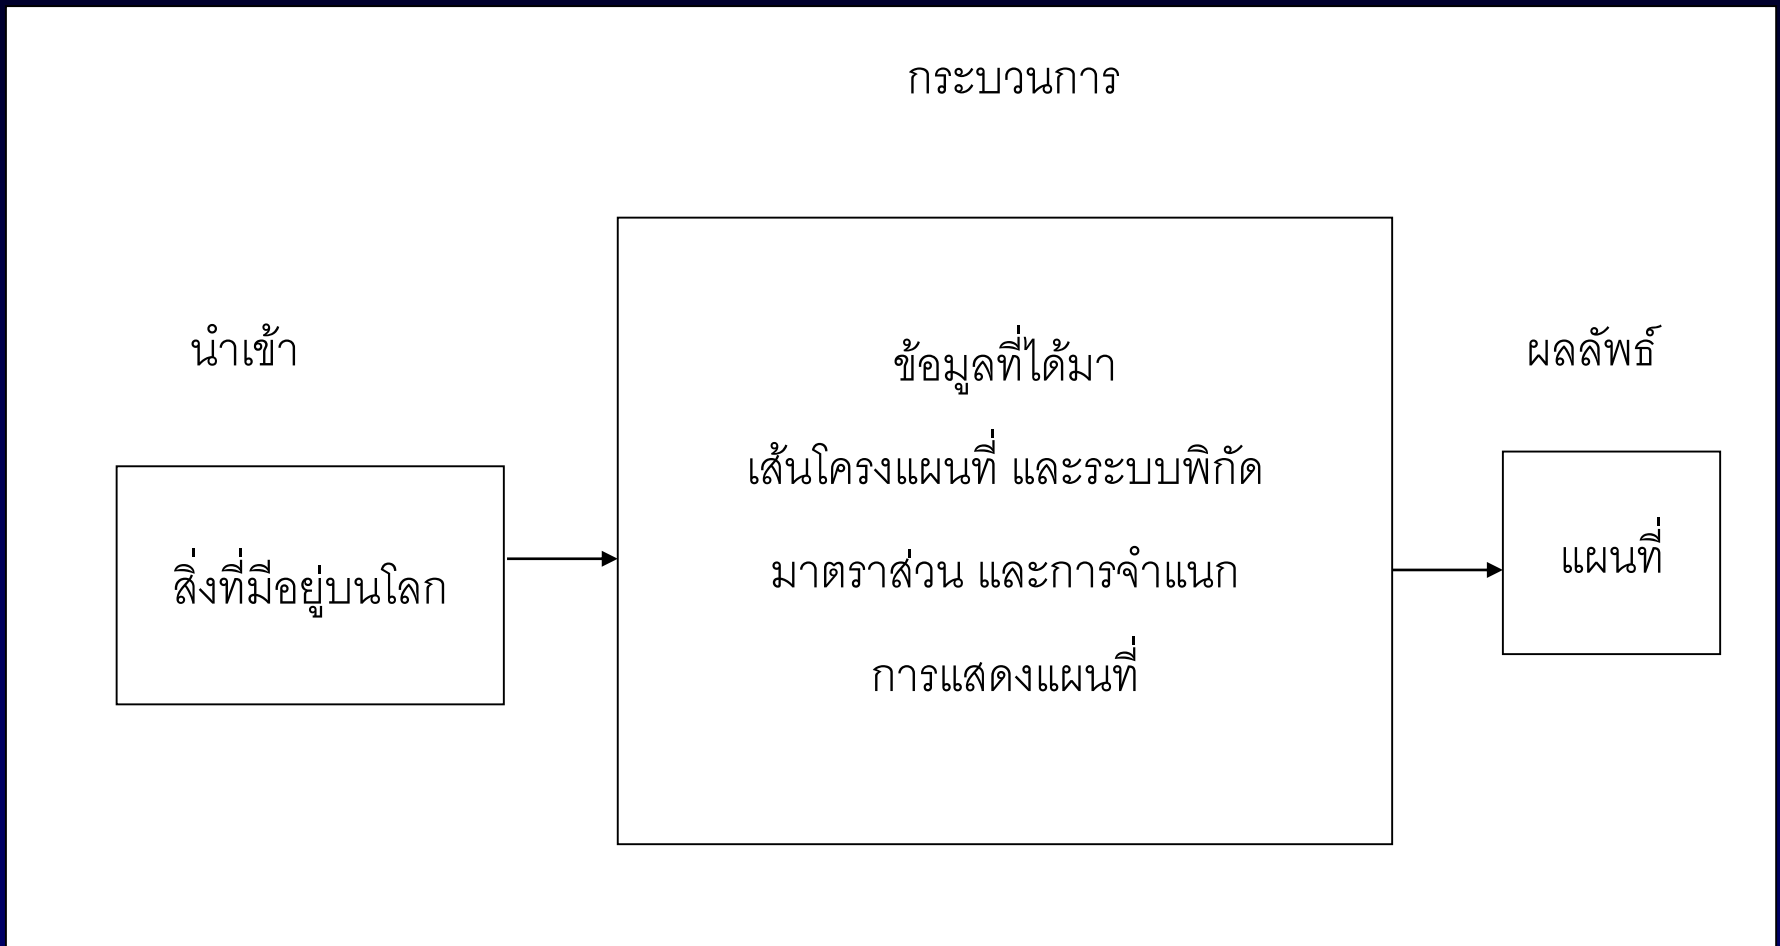 กระบวนการ
นำเข้า
สิ่งที่มีอยู่บนโลก
ข้อมูลที่ได้มา
เส้นโครงแผนที่ และระบบพิกัด
มาตราส่วน และการจำแนก
การแสดงแผนที่
ผลลัพธ์
แผนที่